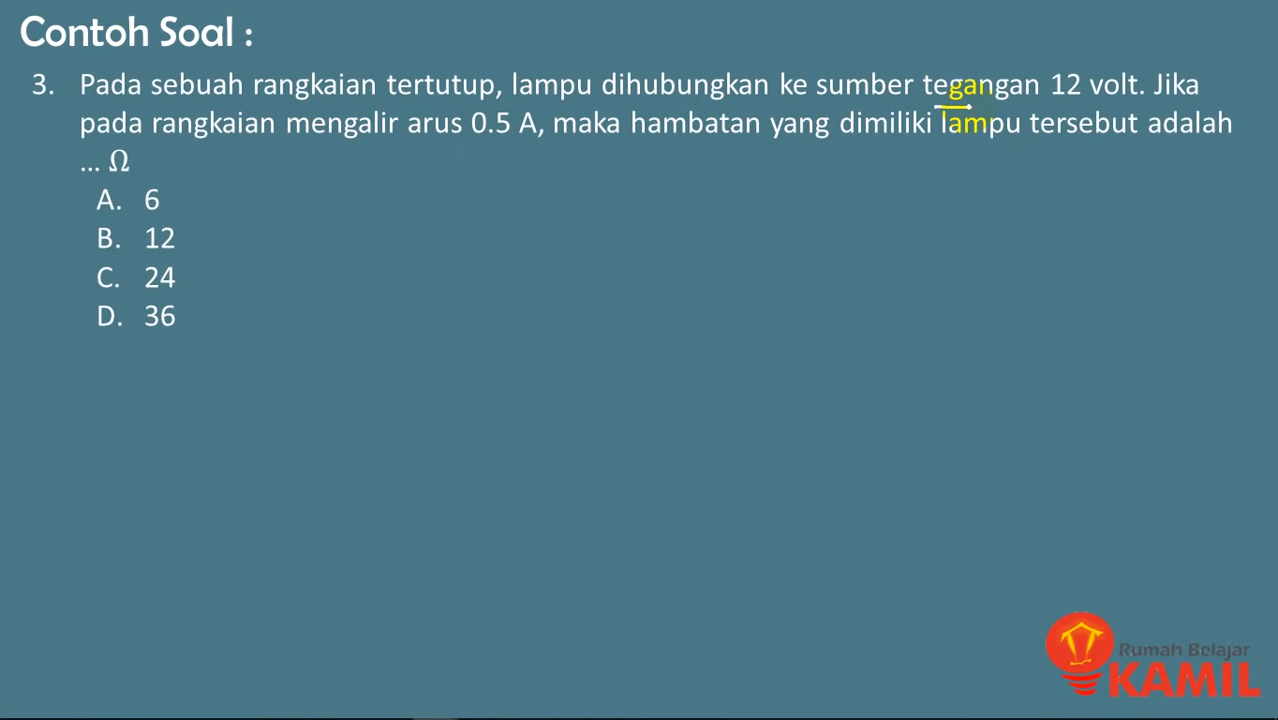 Contoh Soal :
3. Pada sebuah rangkaian tertutup, lampu dihubungkan ke sumber tegangan 12 volt. Jika
pada rangkaian mengalir arus 0.5 A, maka hambatan yang dimiliki lampu tersebut adalah
... Ω
A. 6
B. 12
C. 24
D. 36
Rumah Belajar
KAMIL